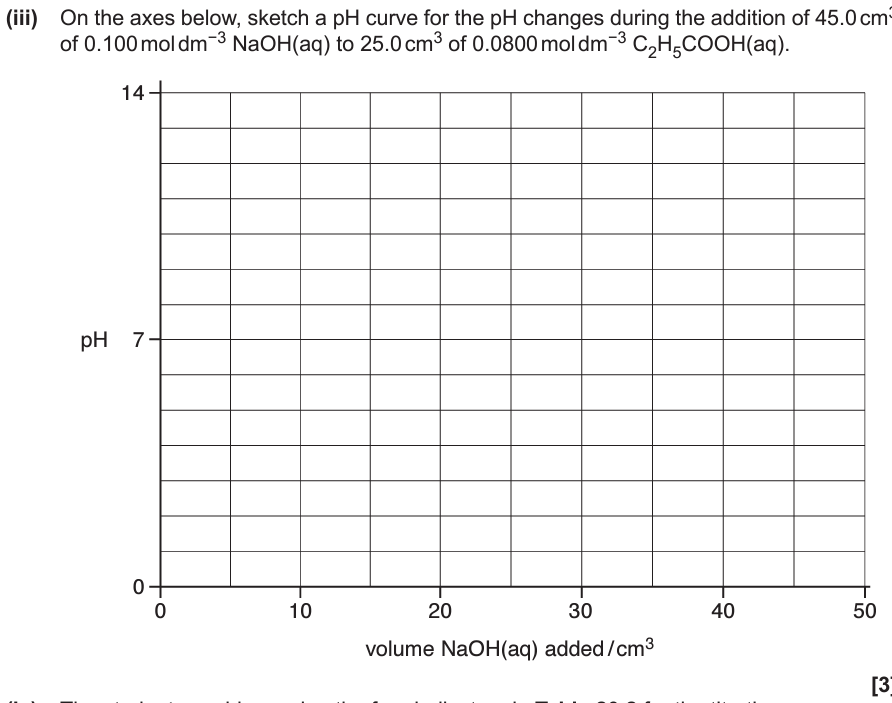 (iii) On the axes below, sketch a pH curve for the pH changes during the addition of 45.0 cm³
of 0.100 mol dm⁻³ NaOH(aq) to 25.0 cm³ of 0.0800 mol dm⁻³ C₂H₅COOH(aq).
14
pH 7
0
0 10 20 30 40 50
volume NaOH(aq) added / cm³
[3]